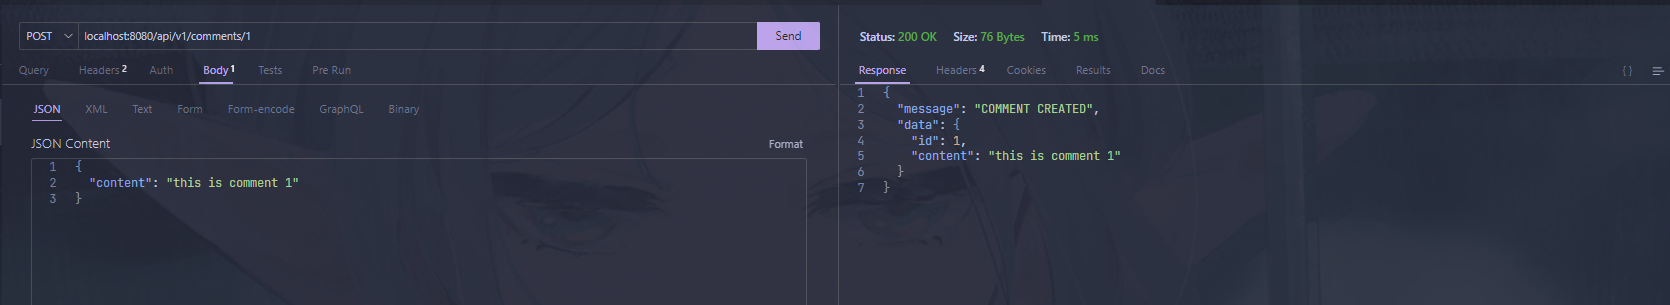 POST localhost:8080/api/v1/comments/1 Send
Query Headers 2 Auth Body 1 Tests Pre Run
JSON XML Text Form Form-encode GraphQL Binary
JSON Content Format
1 {
2 "content": "this is comment 1"
3 }
Status: 200 OK Size: 76 Bytes Time: 5 ms
Response Headers 4 Cookies Results Docs { }
1 {
2 "message": "COMMENT CREATED",
3 "data": {
4 "id": 1,
5 "content": "this is comment 1"
6 }
7 }